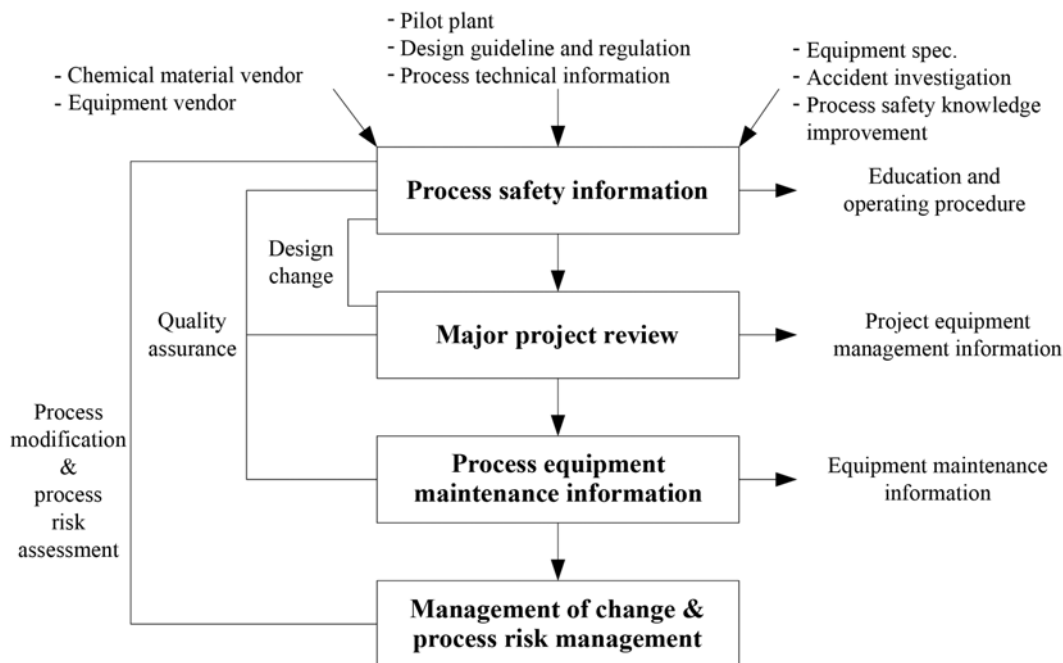 - Chemical material vendor
- Equipment vendor
- Pilot plant
- Design guideline and regulation
- Process technical information
- Equipment spec.
- Accident investigation
- Process safety knowledge
improvement
Process safety information
Education and
operating procedure
Design
change
Quality
assurance
Major project review
Project equipment
management information
Process
modification
&
process
risk
assessment
Process equipment
maintenance information
Equipment maintenance
information
Management of change &
process risk management